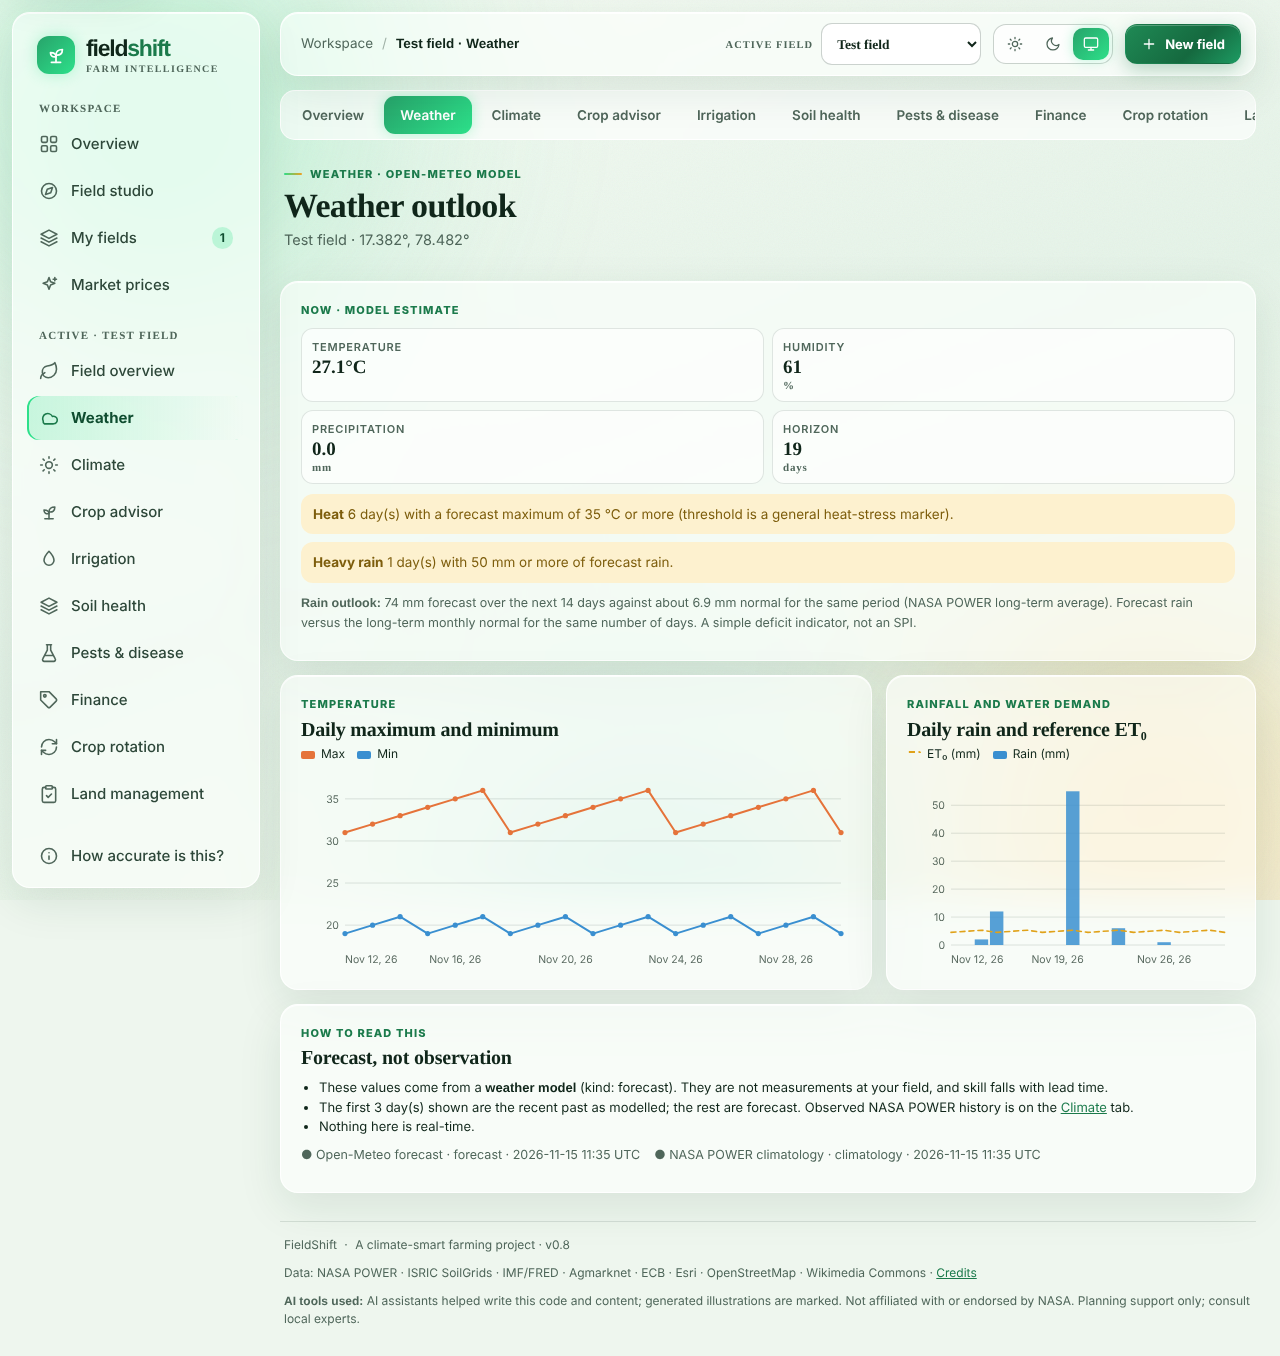 fieldshift
FARM INTELLIGENCE
WORKSPACE
Overview
Field studio
My fields 1
Market prices
ACTIVE · TEST FIELD
Field overview
Weather
Climate
Crop advisor
Irrigation
Soil health
Pests & disease
Finance
Crop rotation
Land management
How accurate is this?
Workspace / Test field · Weather
ACTIVE FIELD Test field New field
Overview Weather Climate Crop advisor Irrigation Soil health Pests & disease Finance Crop rotation
WEATHER · OPEN-METEO MODEL
Weather outlook
Test field · 17.382°, 78.482°
NOW · MODEL ESTIMATE
TEMPERATURE
27.1°C
HUMIDITY
61
%
PRECIPITATION
0.0
mm
HORIZON
19
days
Heat 6 day(s) with a forecast maximum of 35 °C or more (threshold is a general heat-stress marker).
Heavy rain 1 day(s) with 50 mm or more of forecast rain.
Rain outlook: 74 mm forecast over the next 14 days against about 6.9 mm normal for the same period (NASA POWER long-term average). Forecast rain
versus the long-term monthly normal for the same number of days. A simple deficit indicator, not an SPI.
TEMPERATURE
Daily maximum and minimum
Max Min
35
30
25
20
Nov 12, 26 Nov 16, 26 Nov 20, 26 Nov 24, 26 Nov 28, 26
RAINFALL AND WATER DEMAND
Daily rain and reference ET₀
ET₀ (mm) Rain (mm)
50
40
30
20
10
0
Nov 12, 26 Nov 19, 26 Nov 26, 26
HOW TO READ THIS
Forecast, not observation
• These values come from a weather model (kind: forecast). They are not measurements at your field, and skill falls with lead time.
• The first 3 day(s) shown are the recent past as modelled; the rest are forecast. Observed NASA POWER history is on the Climate tab.
• Nothing here is real-time.
● Open-Meteo forecast · forecast · 2026-11-15 11:35 UTC ● NASA POWER climatology · climatology · 2026-11-15 11:35 UTC
FieldShift · A climate-smart farming project · v0.8
Data: NASA POWER · ISRIC SoilGrids · IMF/FRED · Agmarknet · ECB · Esri · OpenStreetMap · Wikimedia Commons · Credits
AI tools used: AI assistants helped write this code and content; generated illustrations are marked. Not affiliated with or endorsed by NASA. Planning support only; consult
local experts.